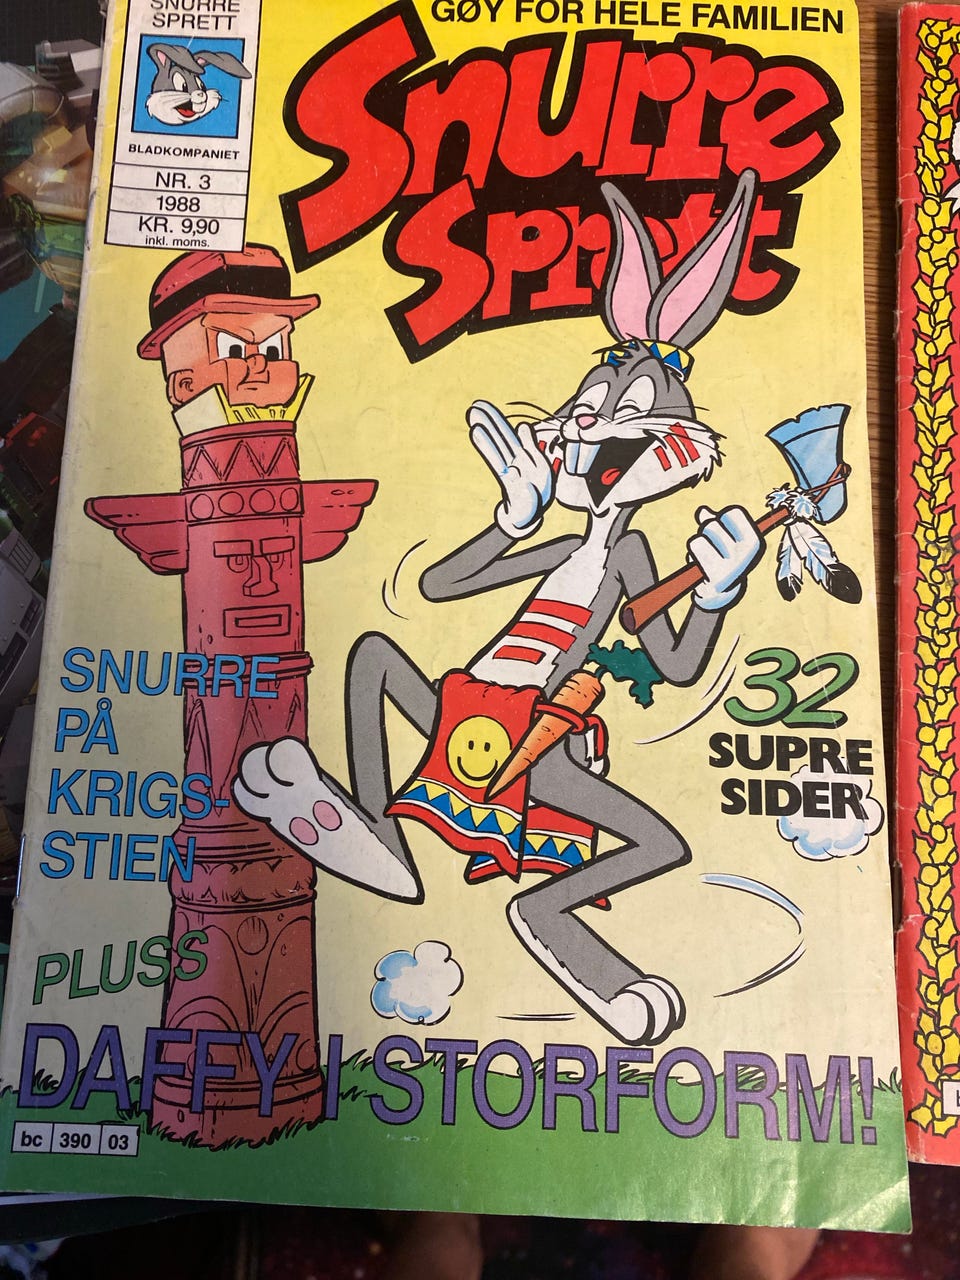 SNURRE
SPRETT
BLADKOMPANIET
NR. 3
1988
KR. 9,90
inkl. moms.
GØY FOR HELE FAMILIEN
Snurre
Sprett
SNURRE
PÅ
KRIGS-
STIEN
32
SUPRE
SIDER
PLUSS
DAFFY I STORFORM!
bc 390 03